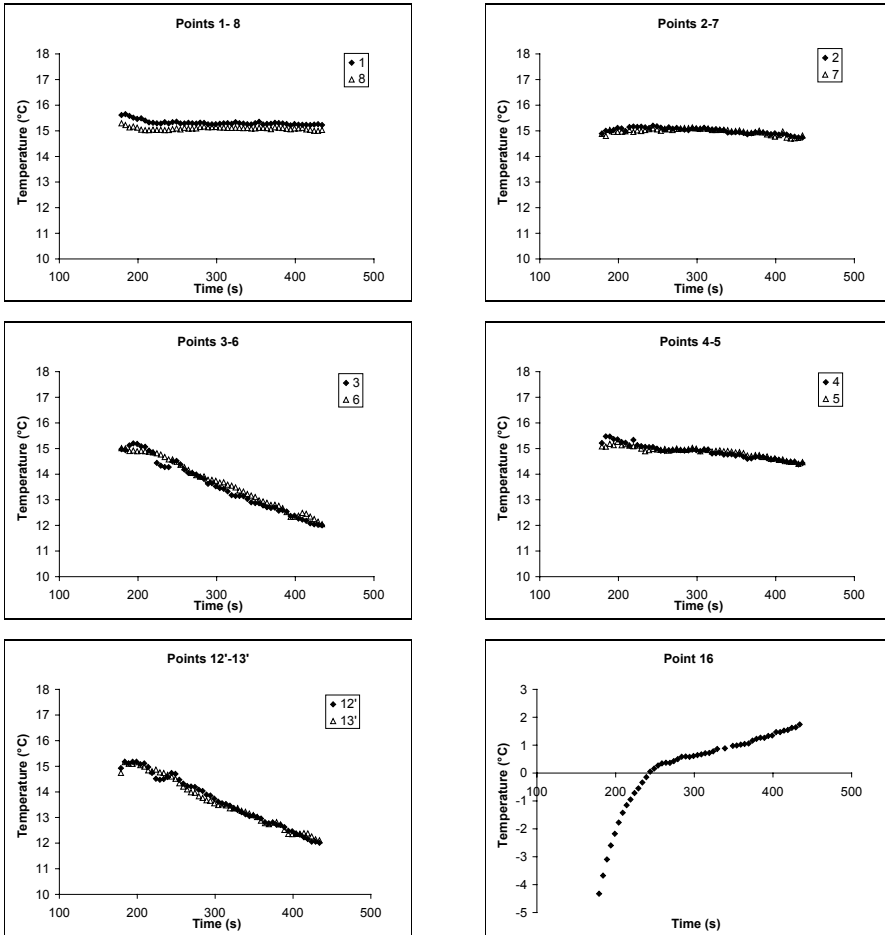 Points 1- 8
Temperature (°C)
18
17
16
15
14
13
12
11
10
100 200 300 400 500
Time (s)
1
8
Points 2-7
Temperature (°C)
18
17
16
15
14
13
12
11
10
100 200 300 400 500
Time (s)
2
7
Points 3-6
Temperature (°C)
18
17
16
15
14
13
12
11
10
100 200 300 400 500
Time (s)
3
6
Points 4-5
Temperature (°C)
18
17
16
15
14
13
12
11
10
100 200 300 400 500
Time (s)
4
5
Points 12'-13'
Temperature (°C)
18
17
16
15
14
13
12
11
10
100 200 300 400 500
Time (s)
12'
13'
Point 16
Temperature (°C)
3
2
1
0
-1
-2
-3
-4
-5
100 200 300 400 500
Time (s)